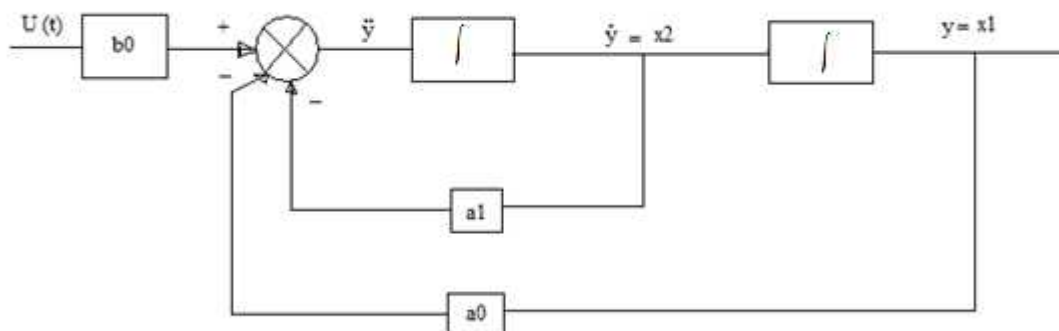 U (t)
b0
+
−
−
ÿ
∫
ẏ = x2
∫
y = x1
a1
a0